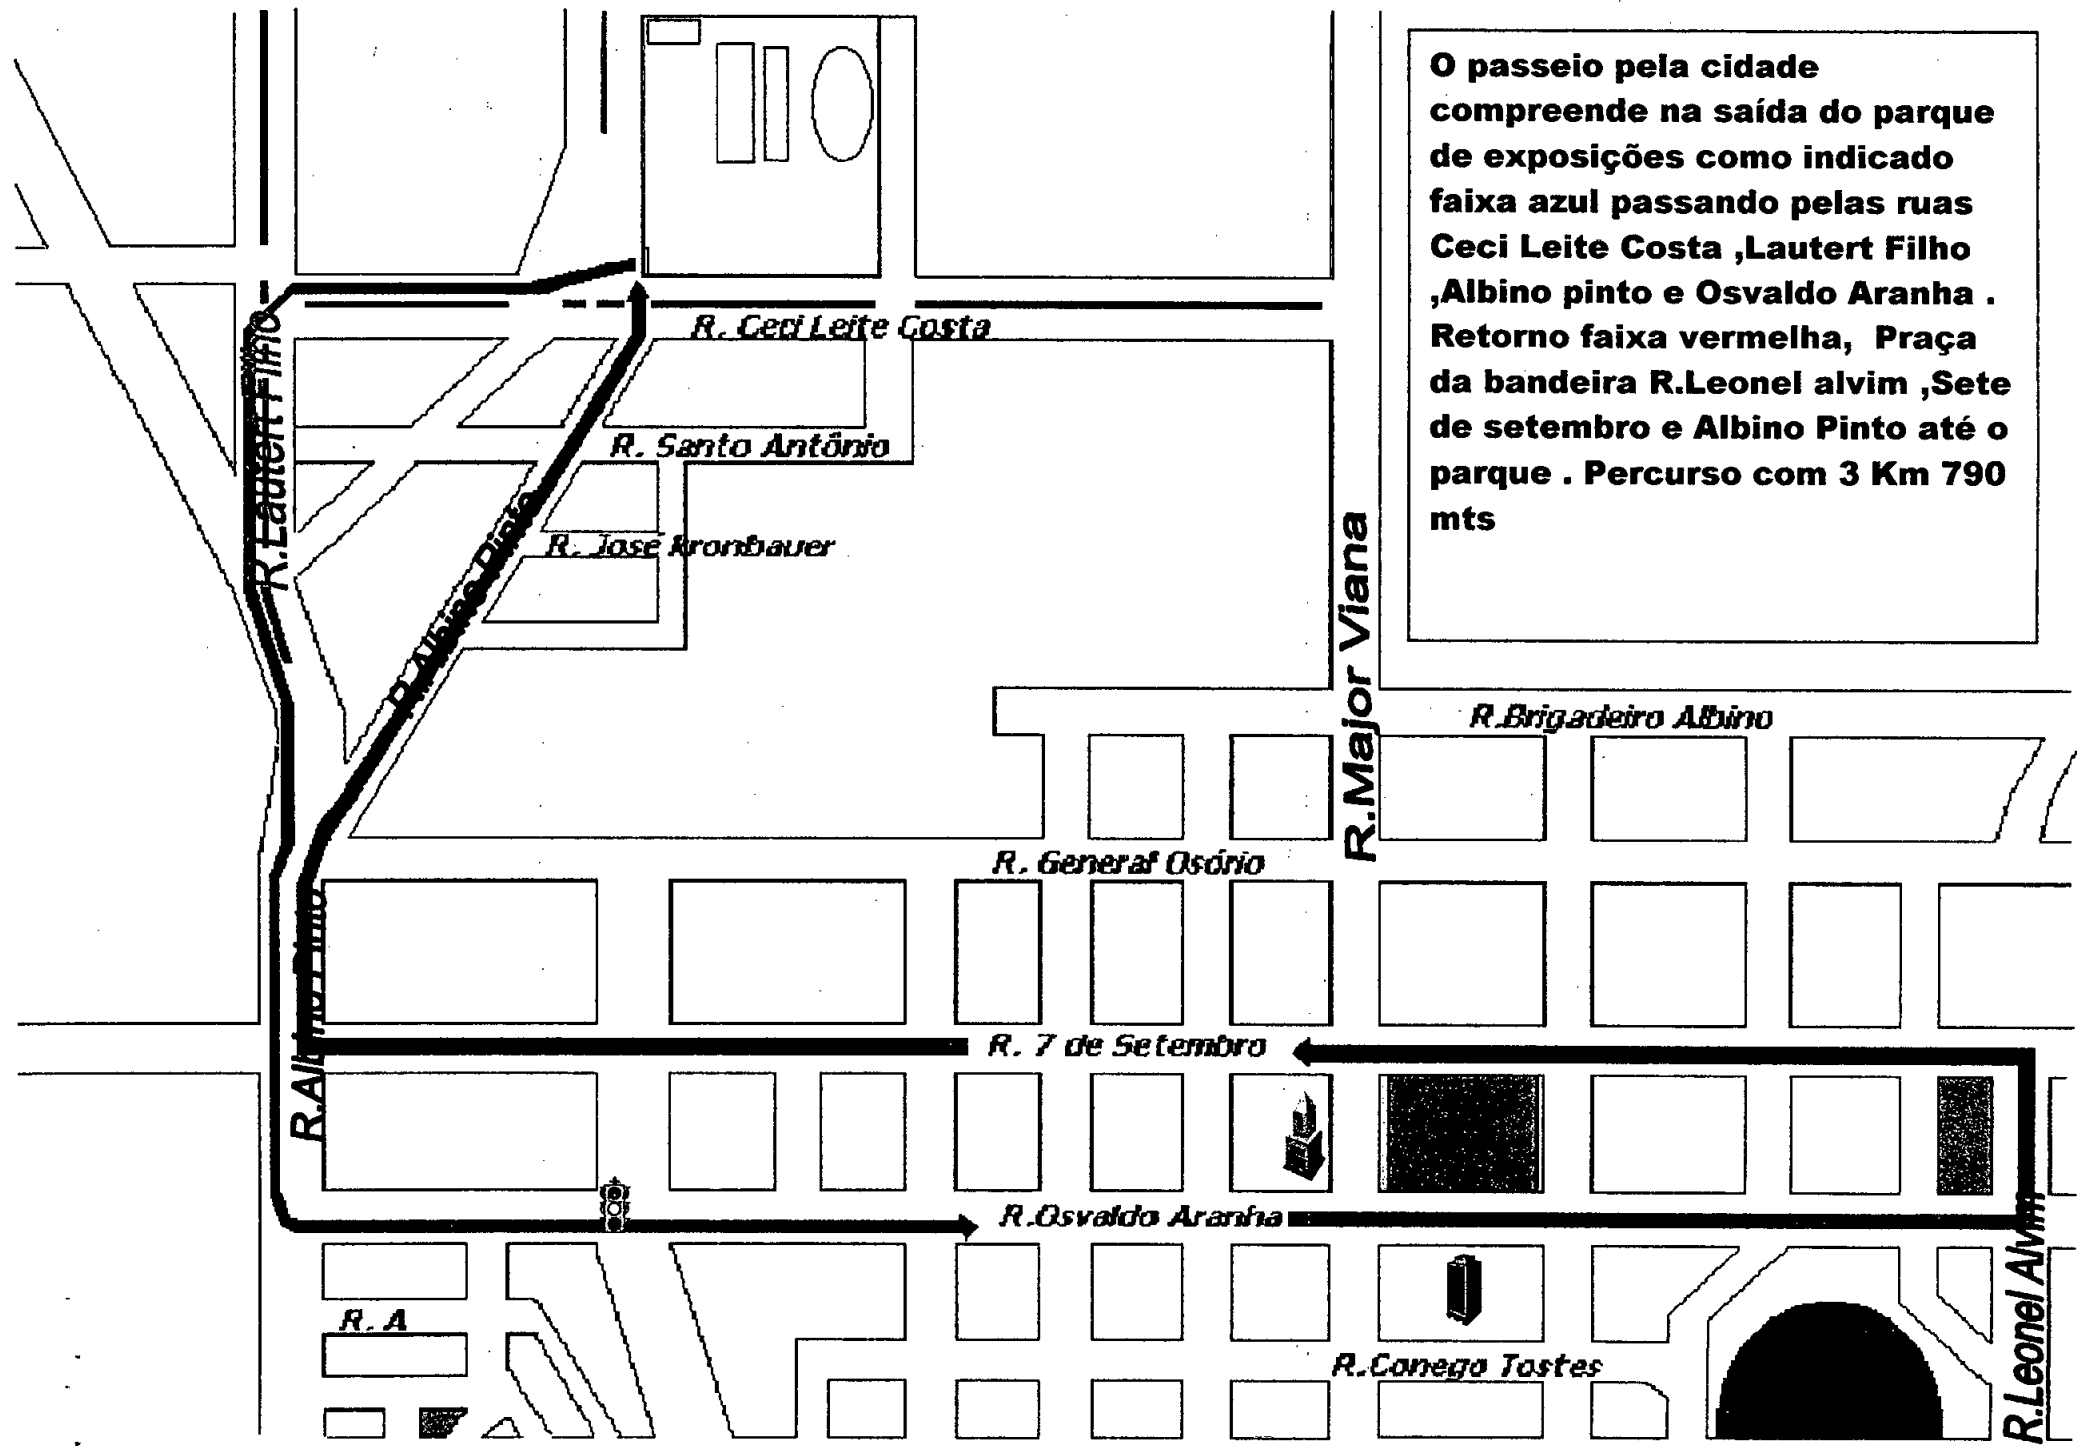 O passeio pela cidade
compreende na saída do parque
de exposições como indicado
faixa azul passando pelas ruas
Ceci Leite Costa ,Lautert Filho
,Albino pinto e Osvaldo Aranha .
Retorno faixa vermelha, Praça
da bandeira R.Leonel alvim ,Sete
de setembro e Albino Pinto até o
parque . Percurso com 3 Km 790
mts
R. Ceci Leite Costa
R.Lautert Filho
R. Santo Antônio
R. Albino Pinto
R. José Kronbauer
R.Major Viana
R.Brigadeiro Albino
R. General Osório
R.Albino Pinto
R. 7 de Setembro
R.Osvaldo Aranha
R. A
R.Conego Tostes
R.Leonel Alvim